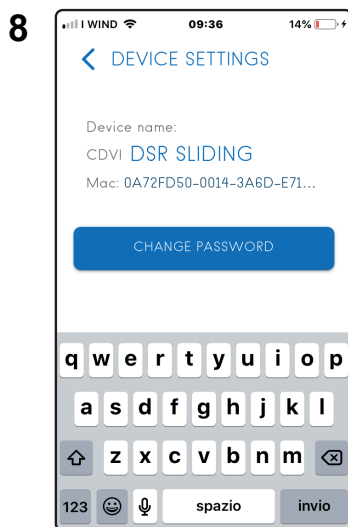 8
I WIND 09:36 14%
DEVICE SETTINGS
Device name:
CDVI DSR SLIDING
Mac: 0A72FD50-0014-3A6D-E71...
CHANGE PASSWORD
q w e r t y u i o p
a s d f g h j k l
z x c v b n m
123 spazio invio